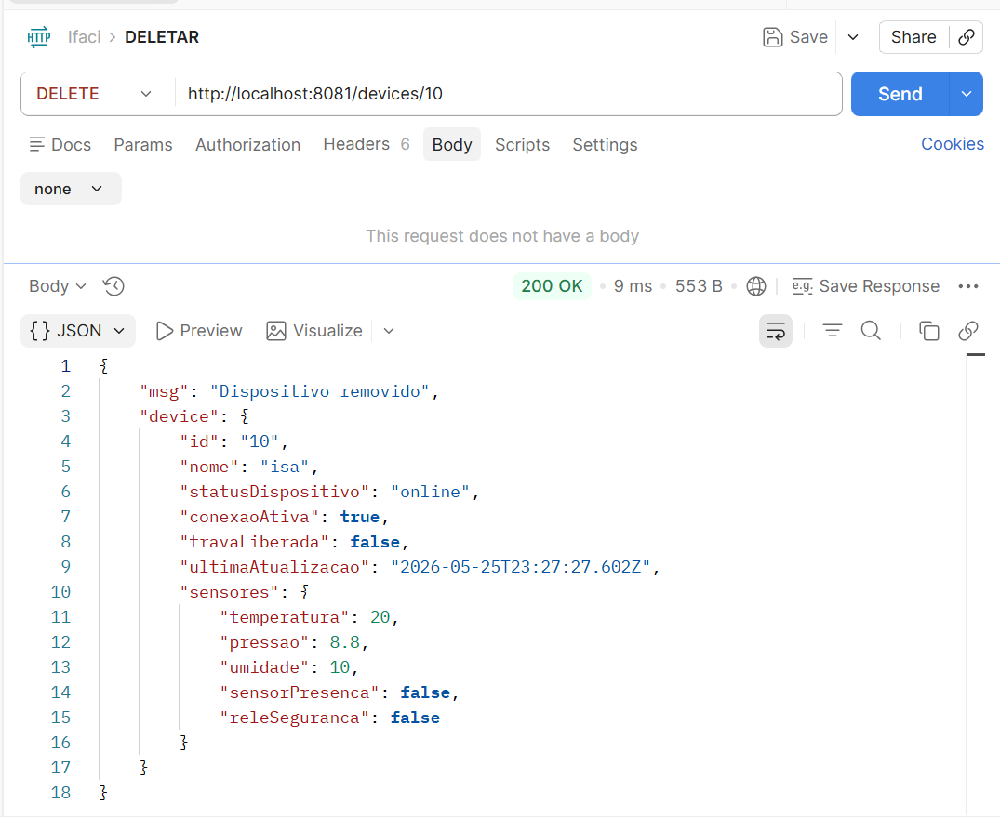 HTTP Ifaci > DELETAR Save Share
DELETE http://localhost:8081/devices/10 Send
Docs Params Authorization Headers 6 Body Scripts Settings Cookies
none
This request does not have a body
Body 200 OK • 9 ms • 553 B • e.g. Save Response
{} JSON Preview Visualize
1 {
2 "msg": "Dispositivo removido",
3 "device": {
4 "id": "10",
5 "nome": "isa",
6 "statusDispositivo": "online",
7 "conexaoAtiva": true,
8 "travaLiberada": false,
9 "ultimaAtualizacao": "2026-05-25T23:27:27.602Z",
10 "sensores": {
11 "temperatura": 20,
12 "pressao": 8.8,
13 "umidade": 10,
14 "sensorPresenca": false,
15 "releSeguranca": false
16 }
17 }
18 }